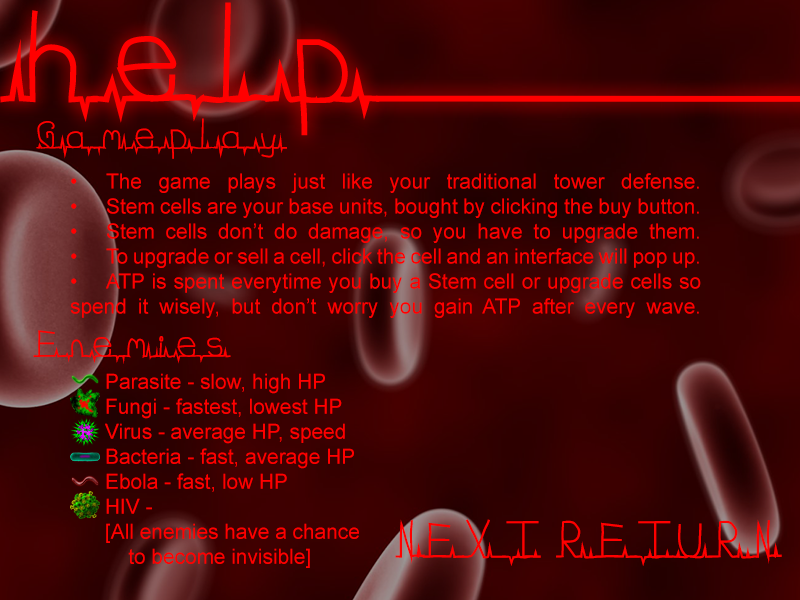 help
Gameplay
• The game plays just like your traditional tower defense.
• Stem cells are your base units, bought by clicking the buy button.
• Stem cells don't do damage, so you have to upgrade them.
• To upgrade or sell a cell, click the cell and an interface will pop up.
• ATP is spent everytime you buy a Stem cell or upgrade cells so
spend it wisely, but don't worry you gain ATP after every wave.
Enemies
Parasite - slow, high HP
Fungi - fastest, lowest HP
Virus - average HP, speed
Bacteria - fast, average HP
Ebola - fast, low HP
HIV -
[All enemies have a chance
to become invisible]
NEXT RETURN